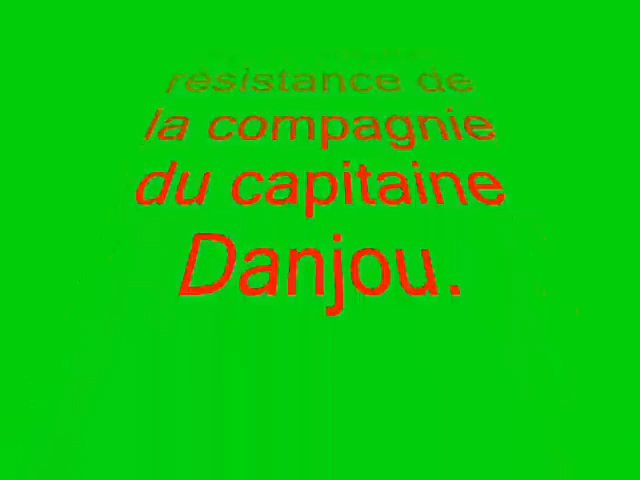 résistance de
la compagnie
du capitaine
Danjou.